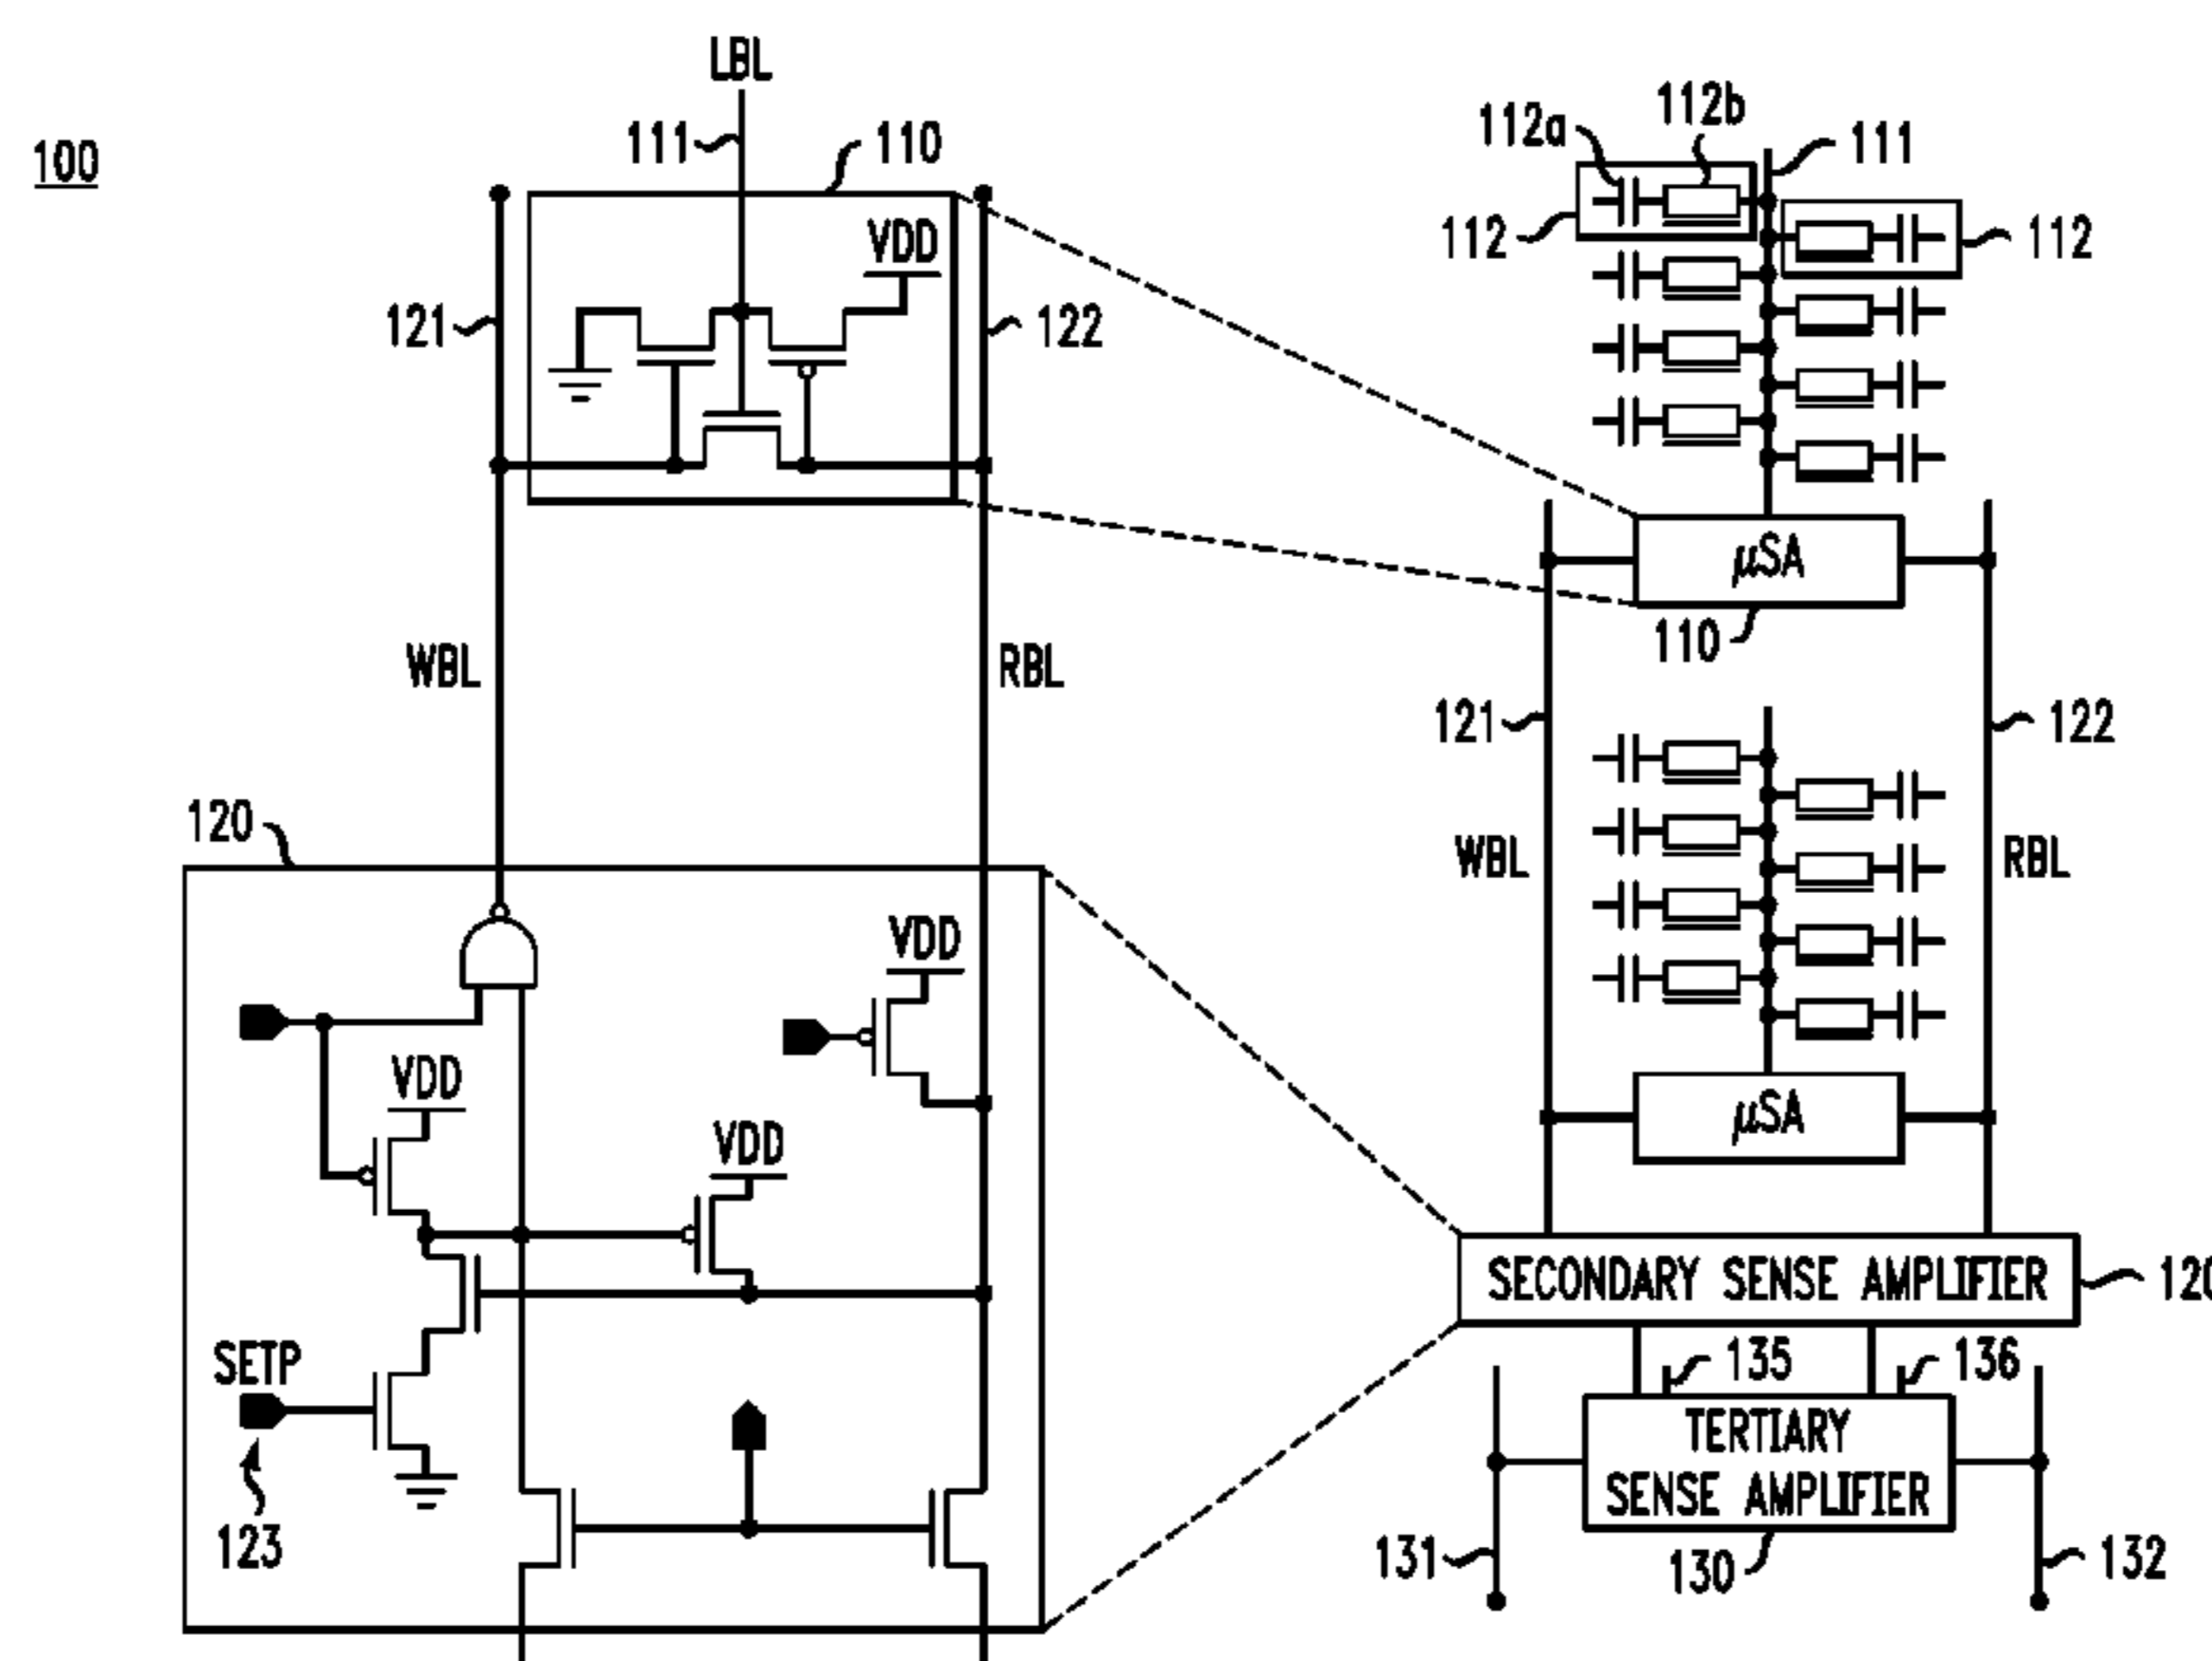 LBL
111
110
112a
112b
111
100
112
112
VDD
121
122
μSA
110
WBL
RBL
121
122
120
WBL
RBL
VDD
VDD
μSA
VDD
SECONDARY SENSE AMPLIFIER
SETP
135
136
TERTIARY
SENSE AMPLIFIER
123
131
130
132